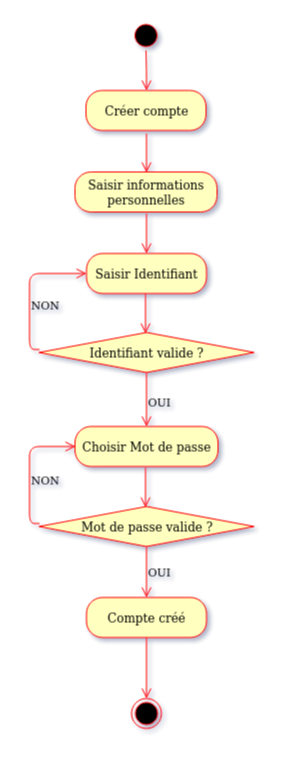 Créer compte
Saisir informations
personnelles
Saisir Identifiant
NON
Identifiant valide ?
OUI
Choisir Mot de passe
NON
Mot de passe valide ?
OUI
Compte créé